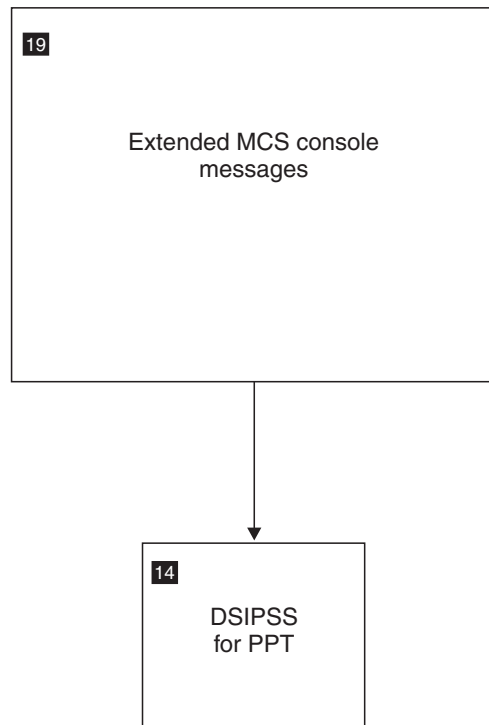 19
Extended MCS console
messages
14
DSIPSS
for PPT